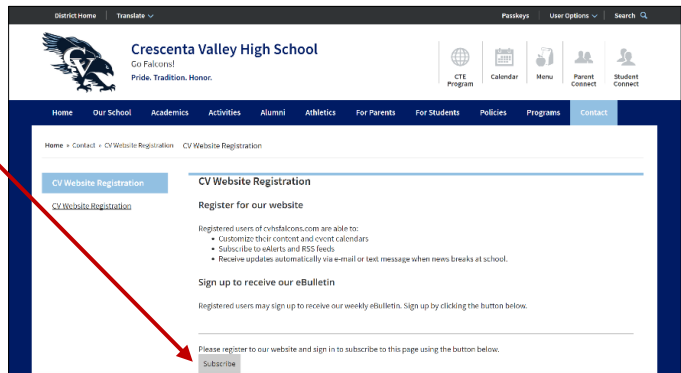 District Home Translate Passkeys User Options Search
Crescenta Valley High School
Go Falcons!
Pride. Tradition. Honor.
CTE Program Calendar Menu Parent Connect Student Connect
Home Our School Academics Activities Alumni Athletics For Parents For Students Policies Programs Contact
Home • Contact • CV Website Registration CV Website Registration
CV Website Registration
CV Website Registration
CV Website Registration
Register for our website
Registered users of cvhsfalcons.com are able to:
• Customize their content and event calendars
• Subscribe to eAlerts and RSS feeds
• Receive updates automatically via e-mail or text message when news breaks at school.
Sign up to receive our eBulletin
Registered users may sign up to receive our weekly eBulletin. Sign up by clicking the button below.
Please register to our website and sign in to subscribe to this page using the button below.
Subscribe